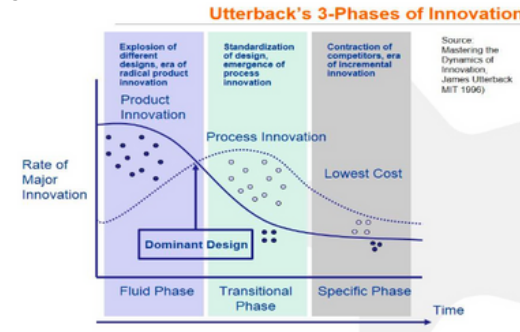 Utterback's 3-Phases of Innovation
Explosion of
different
designs, era of
radical product
innovation
Standardization
of design,
emergence of
process
innovation
Contraction of
competitors, era
of incremental
innovation
Source:
Mastering the
Dynamics of
Innovation,
James Utterback
MIT 1996)
Product
Innovation
Process Innovation
Rate of
Major
Innovation
Lowest Cost
Dominant Design
Fluid Phase
Transitional
Phase
Specific Phase
Time